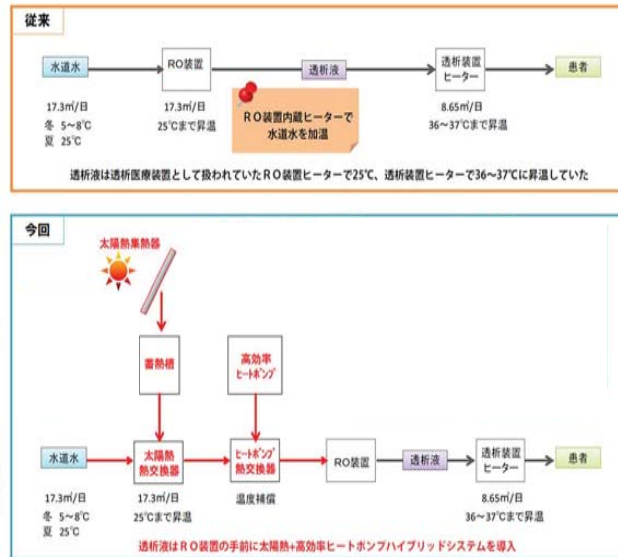 従来
水道水
RO装置
透析液
透析装置
ヒーター
患者
17.3㎥/日
冬 5～8℃
夏 25℃
17.3㎥/日
25℃まで昇温
RO装置内蔵ヒーターで
水道水を加温
8.65㎥/日
36～37℃まで昇温
透析液は透析医療装置として扱われていたRO装置ヒーターで25℃、透析装置ヒーターで36～37℃に昇温していた
今回
太陽熱集熱器
蓄熱槽
高効率
ヒートポンプ
水道水
太陽熱
熱交換器
ヒートポンプ
熱交換器
RO装置
透析液
透析装置
ヒーター
患者
17.3㎥/日
冬 5～8℃
夏 25℃
17.3㎥/日
25℃まで昇温
温度補償
8.65㎥/日
36～37℃まで昇温
透析液はRO装置の手前に太陽熱+高効率ヒートポンプハイブリッドシステムを導入